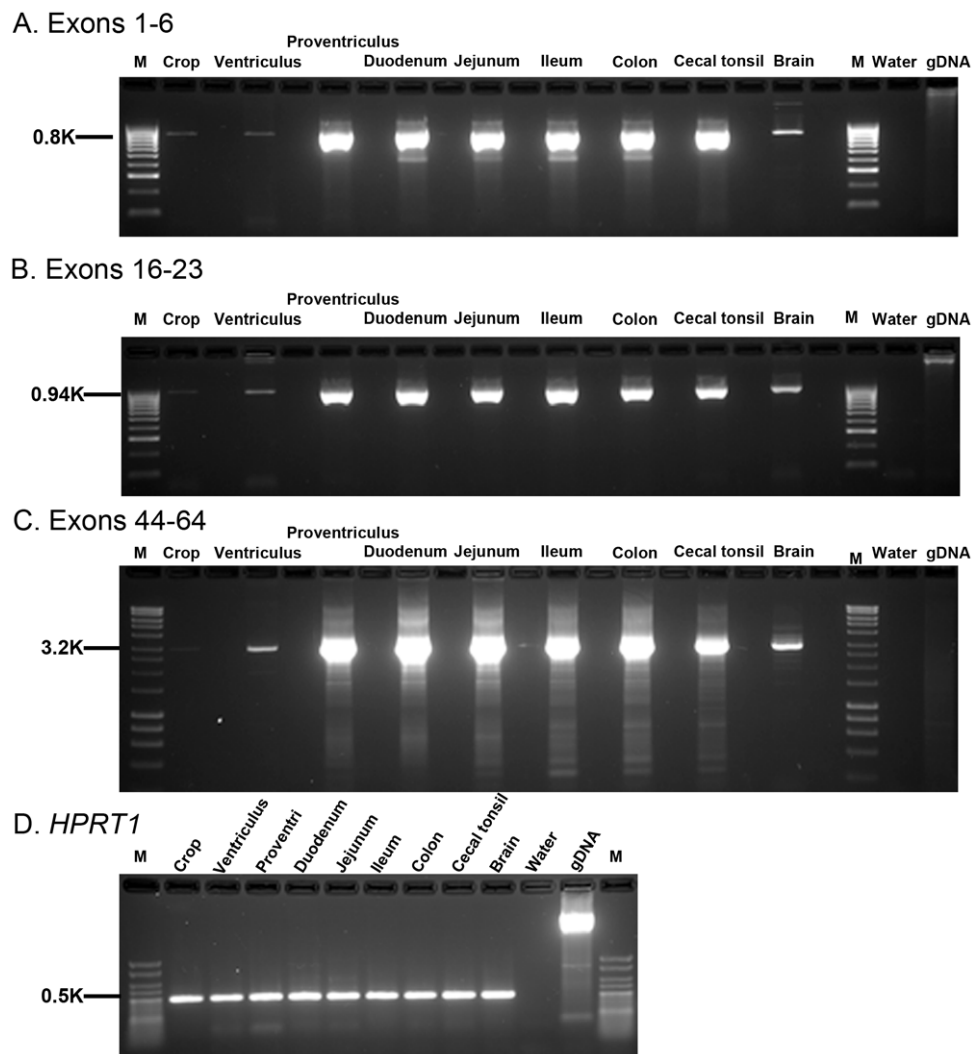 A. Exons 1-6
Proventriculus
M Crop Ventriculus Duodenum Jejunum Ileum Colon Cecal tonsil Brain M Water gDNA
0.8K
B. Exons 16-23
Proventriculus
M Crop Ventriculus Duodenum Jejunum Ileum Colon Cecal tonsil Brain M Water gDNA
0.94K
C. Exons 44-64
Proventriculus
M Crop Ventriculus Duodenum Jejunum Ileum Colon Cecal tonsil Brain M Water gDNA
3.2K
D. HPRT1
M Crop Ventriculus Proventri Duodenum Jejunum Ileum Colon Cecal tonsil Brain Water gDNA M
0.5K